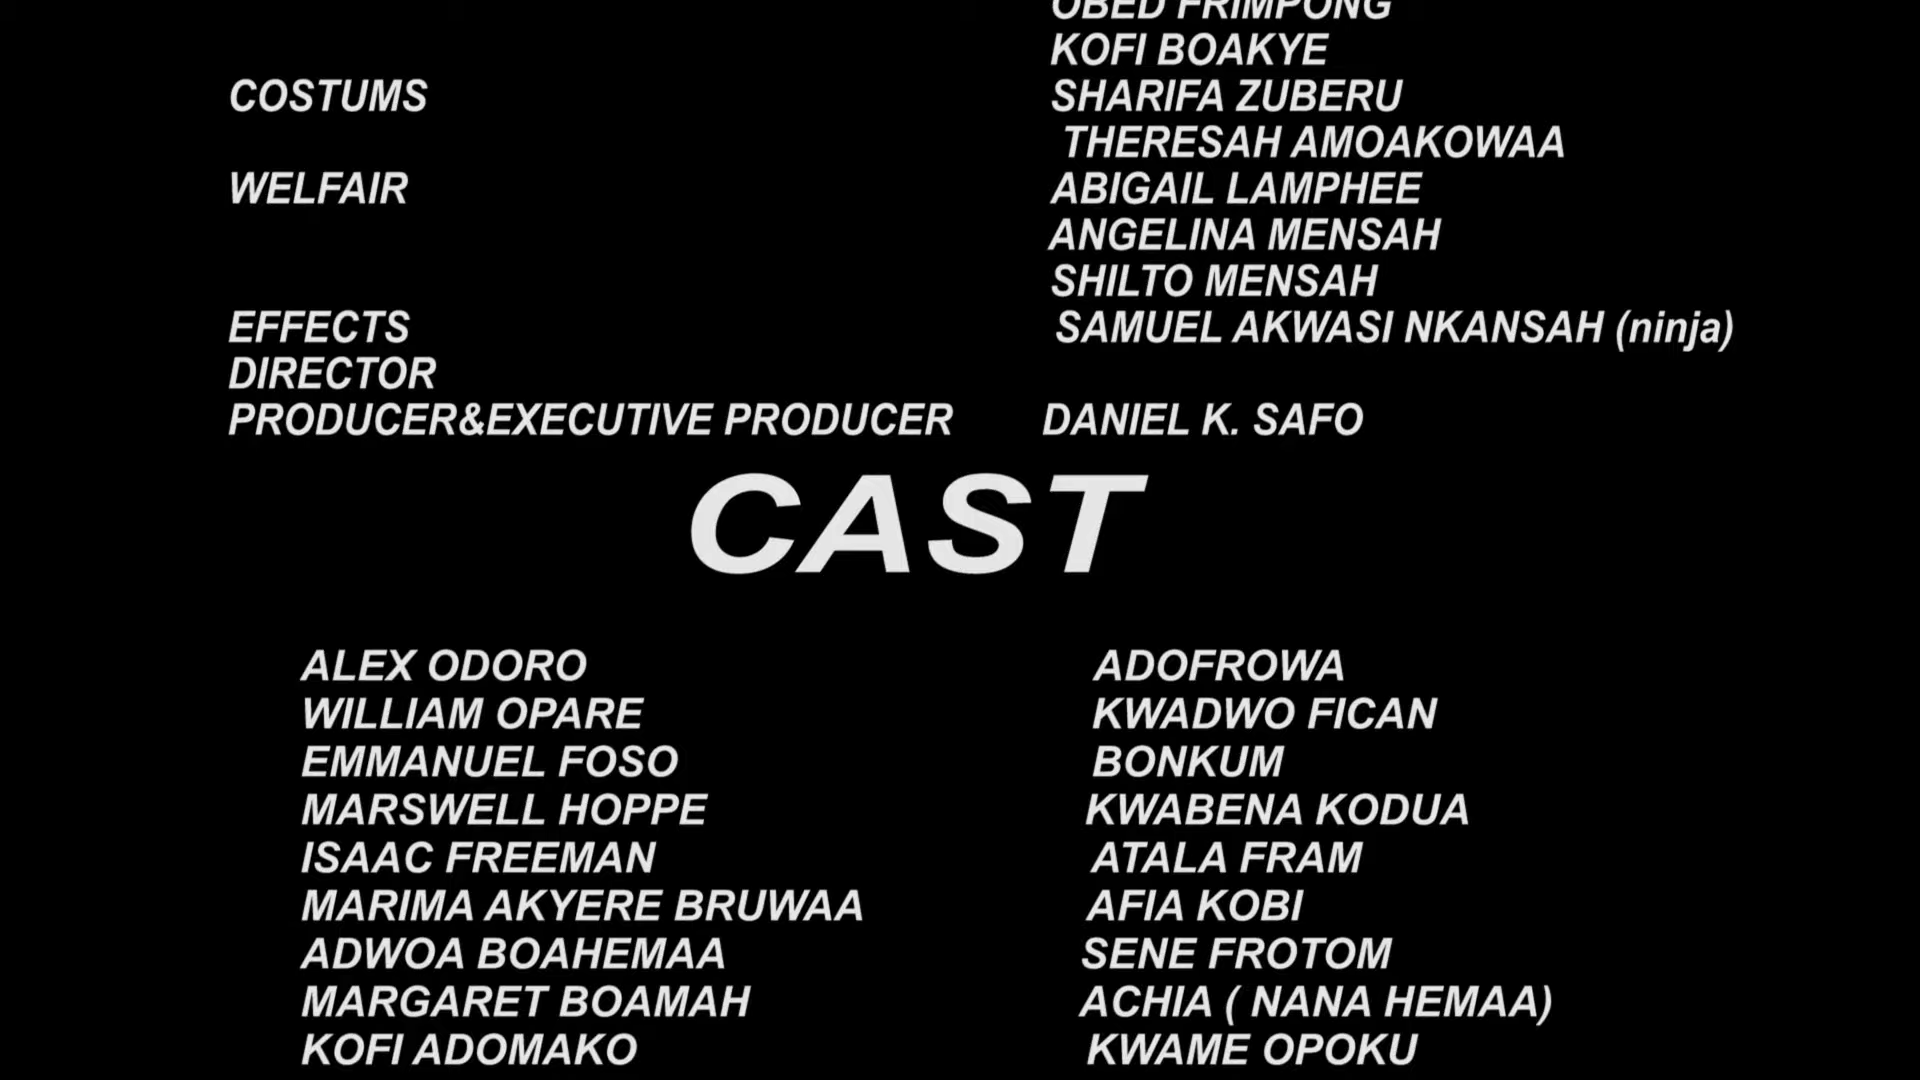 OBED FRIMPONG
KOFI BOAKYE
COSTUMS SHARIFA ZUBERU
THERESAH AMOAKOWAA
WELFAIR ABIGAIL LAMPHEE
ANGELINA MENSAH
SHILTO MENSAH
EFFECTS SAMUEL AKWASI NKANSAH (ninja)
DIRECTOR
PRODUCER&EXECUTIVE PRODUCER DANIEL K. SAFO
CAST
ALEX ODORO ADOFROWA
WILLIAM OPARE KWADWO FICAN
EMMANUEL FOSO BONKUM
MARSWELL HOPPE KWABENA KODUA
ISAAC FREEMAN ATALA FRAM
MARIMA AKYERE BRUWAA AFIA KOBI
ADWOA BOAHEMAA SENE FROTOM
MARGARET BOAMAH ACHIA ( NANA HEMAA)
KOFI ADOMAKO KWAME OPOKU